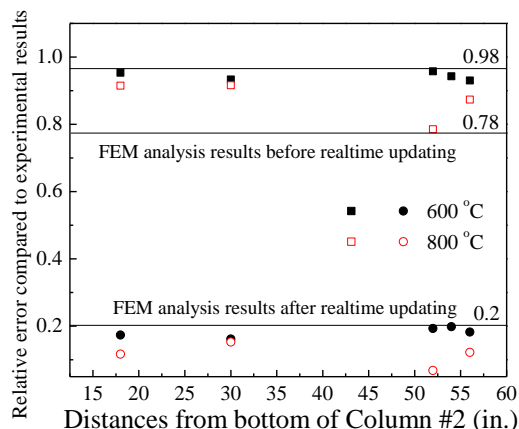 Relative error compared to experimental results
1.0
0.8
0.6
0.4
0.2
0.98
0.78
FEM analysis results before realtime updating
600 °C
800 °C
FEM analysis results after realtime updating
0.2
15 20 25 30 35 40 45 50 55 60
Distances from bottom of Column #2 (in.)